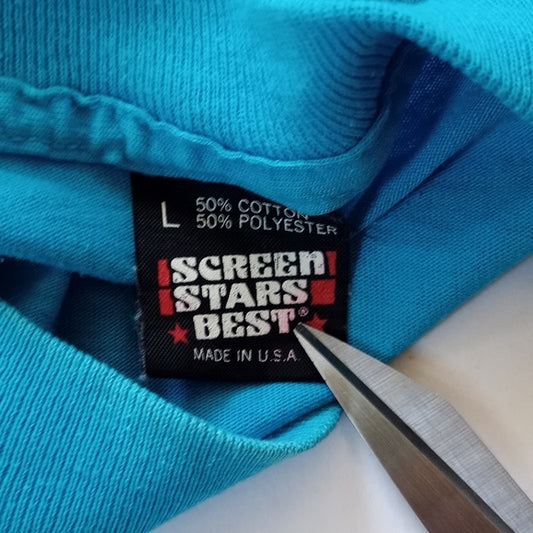 L 50% COTTON
50% POLYESTER
SCREEN
STARS
BEST®
MADE IN U.S.A.